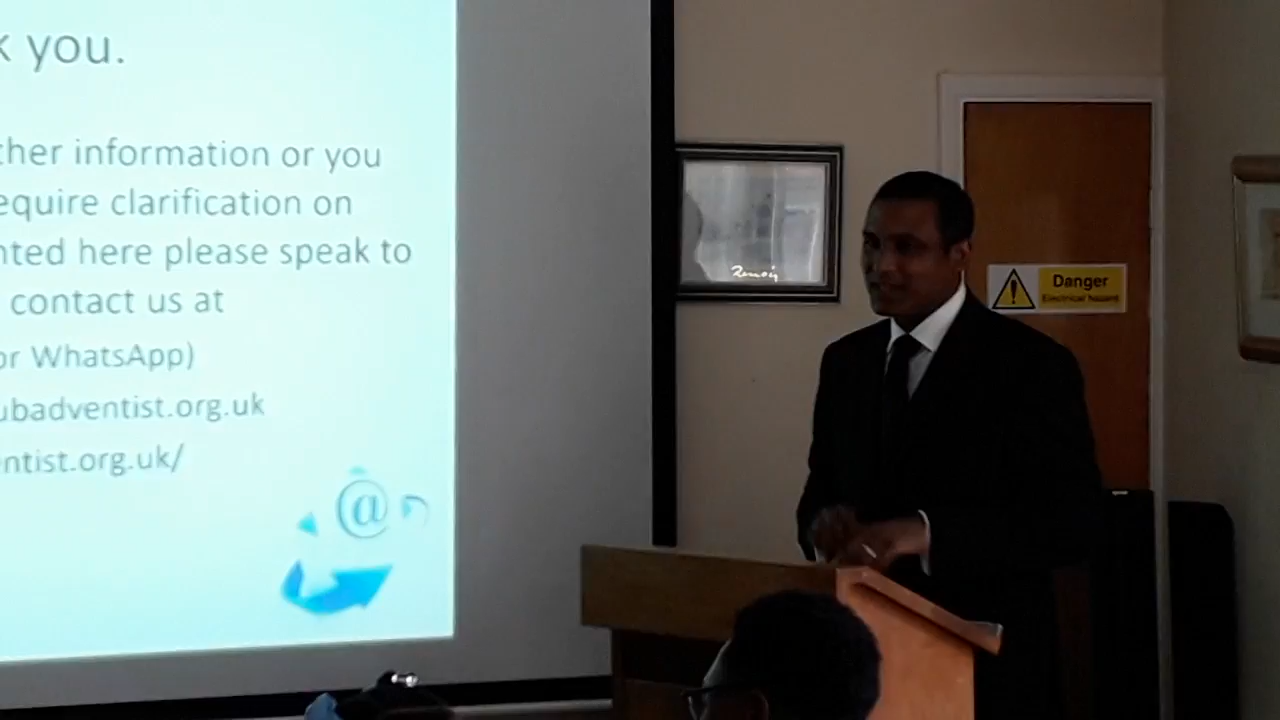 k you.
ther information or you
equire clarification on
nted here please speak to
contact us at
or WhatsApp)
ubadventist.org.uk
ntist.org.uk/
@
Renoir
Danger
Electrical hazard